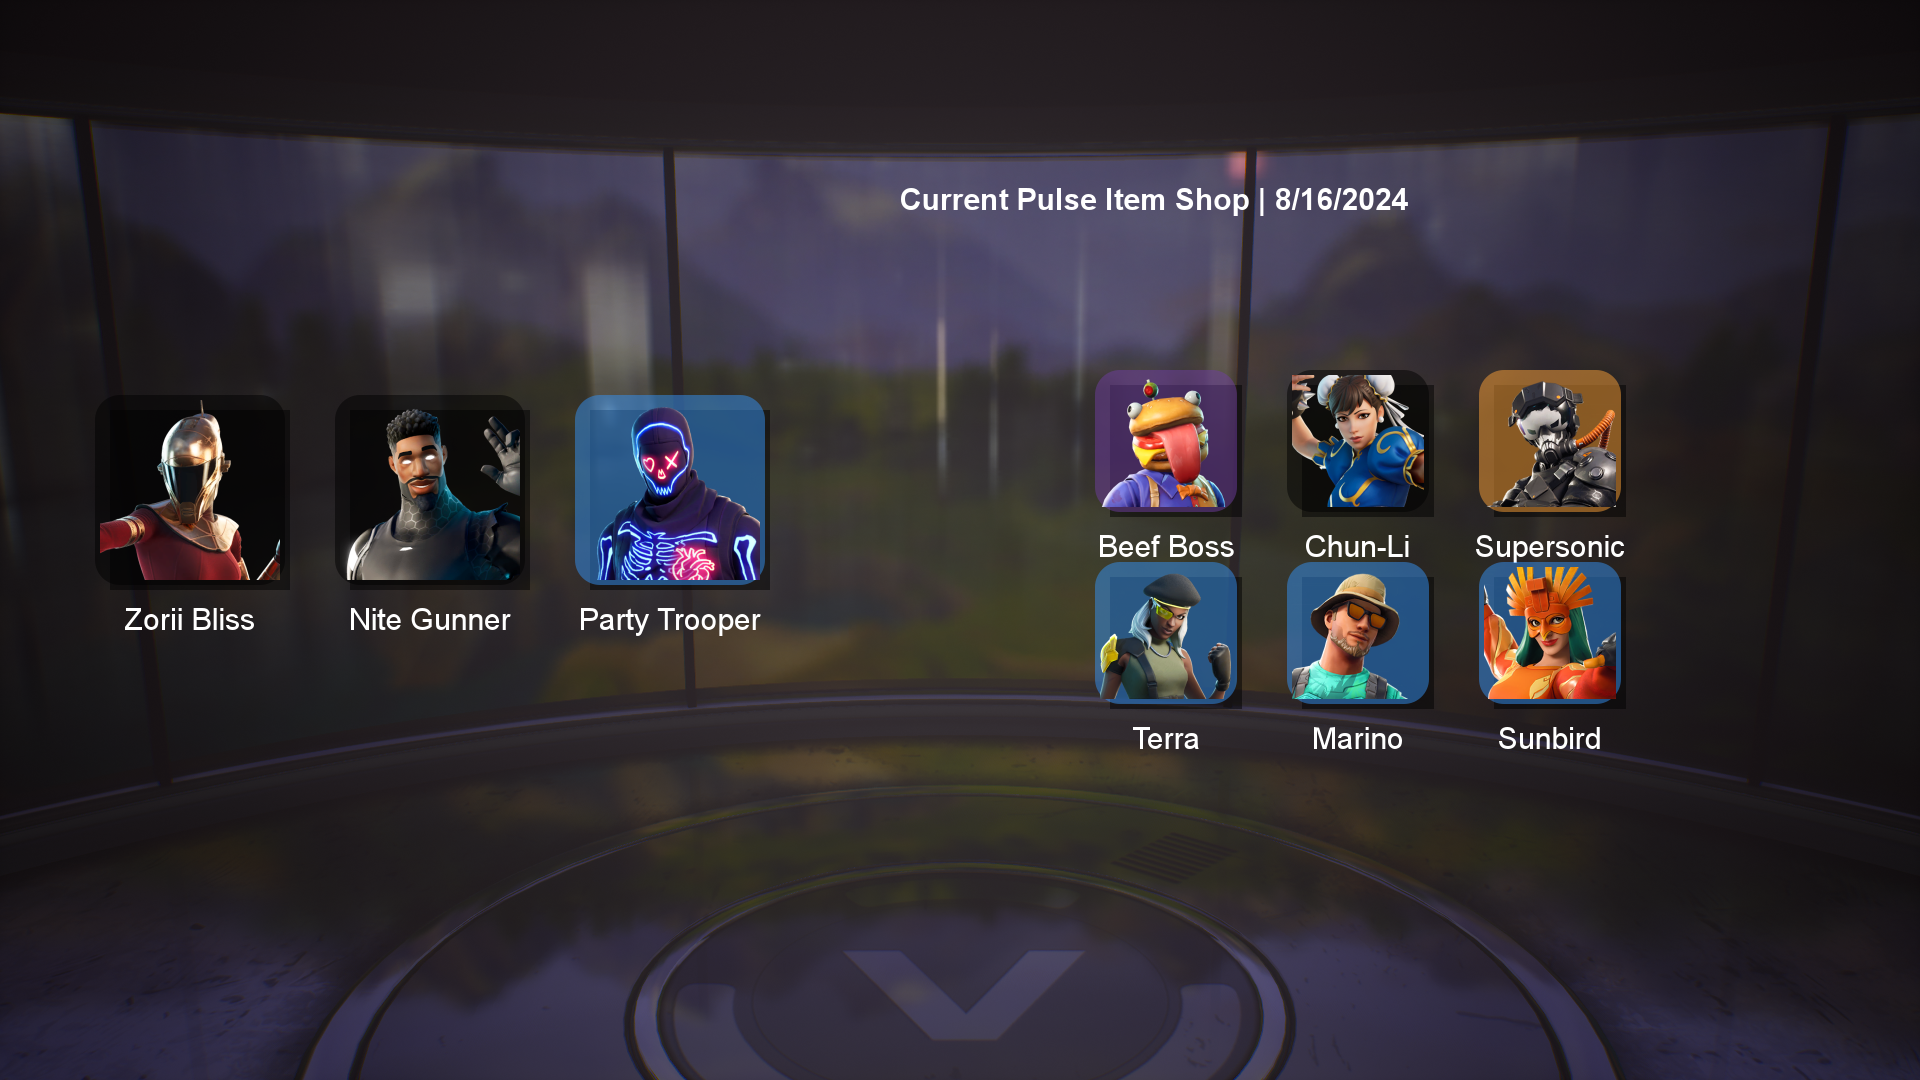 Current Pulse Item Shop | 8/16/2024
Zorii Bliss
Nite Gunner
Party Trooper
Beef Boss
Chun-Li
Supersonic
Terra
Marino
Sunbird